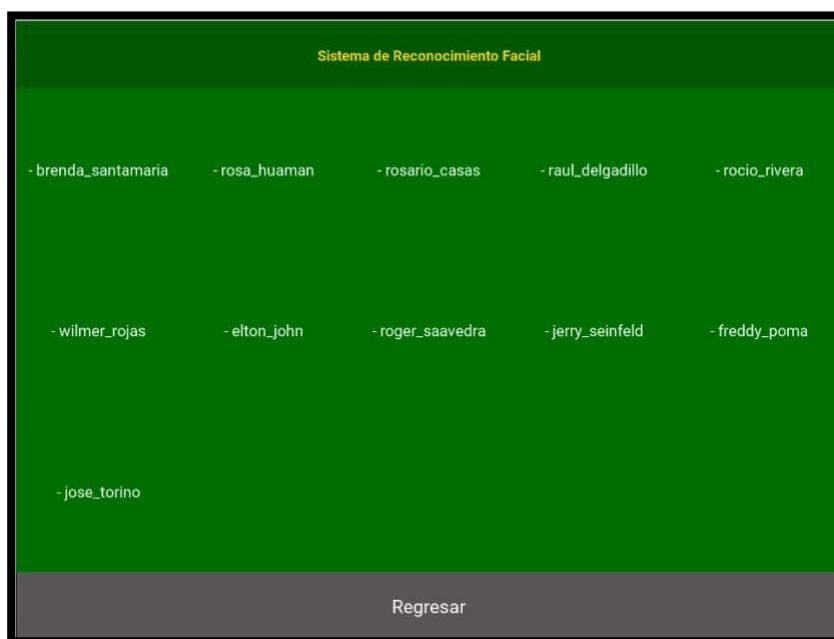 Sistema de Reconocimiento Facial
- brenda_santamaria - rosa_huaman - rosario_casas - raul_delgadillo - rocio_rivera
- wilmer_rojas - elton_john - roger_saavedra - jerry_seinfeld - freddy_poma
- jose_torino
Regresar